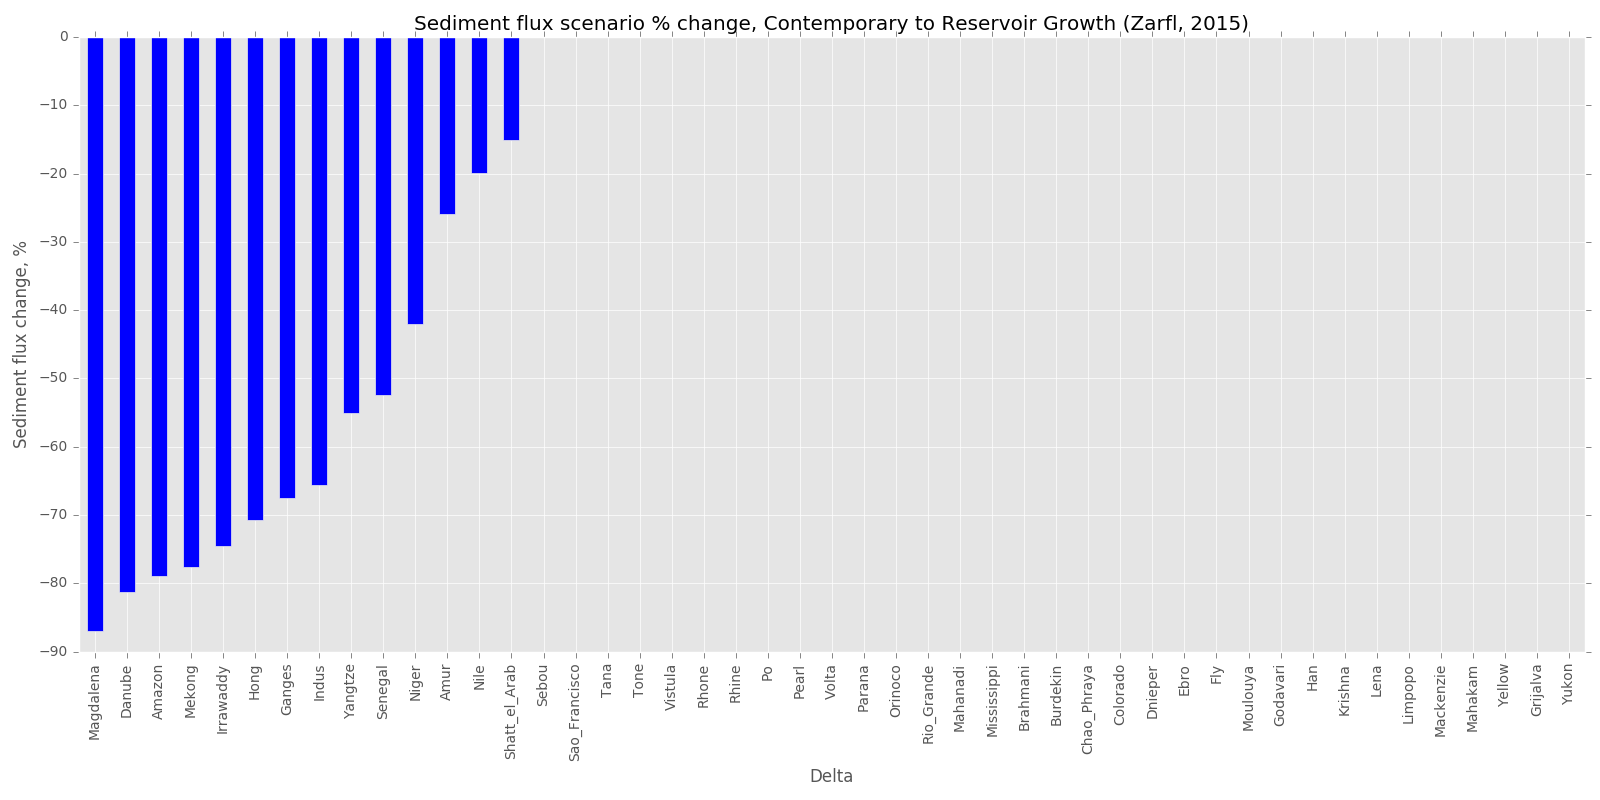 Sediment flux scenario % change, Contemporary to Reservoir Growth (Zarfl, 2015)
Sediment flux change, %
0
−10
−20
−30
−40
−50
−60
−70
−80
−90
Magdalena
Danube
Amazon
Mekong
Irrawaddy
Hong
Ganges
Indus
Yangtze
Senegal
Niger
Amur
Nile
Shatt_el_Arab
Sebou
Sao_Francisco
Tana
Tone
Vistula
Rhone
Rhine
Po
Pearl
Volta
Parana
Orinoco
Rio_Grande
Mahanadi
Mississippi
Brahmani
Burdekin
Chao_Phraya
Colorado
Dnieper
Ebro
Fly
Moulouya
Godavari
Han
Krishna
Lena
Limpopo
Mackenzie
Mahakam
Yellow
Grijalva
Yukon
Delta